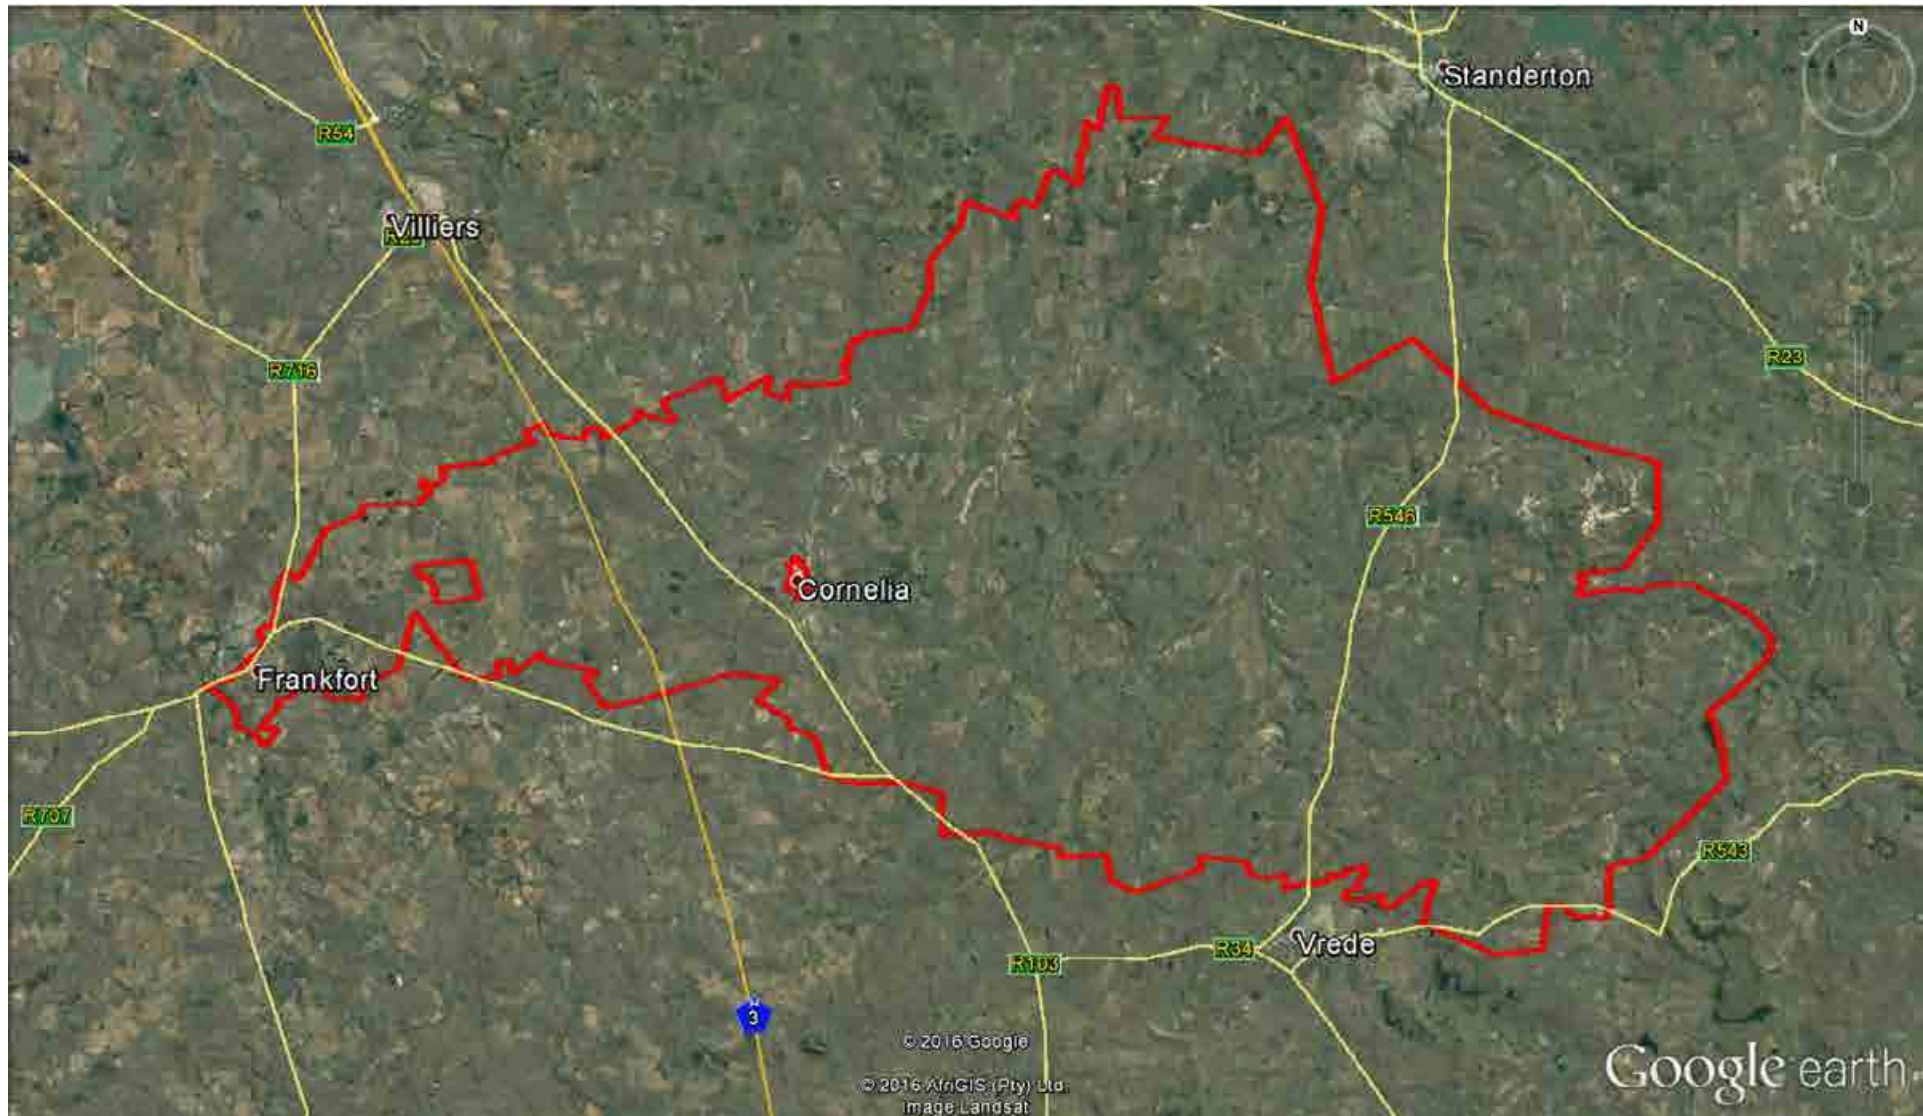 N
Standerton
R54
Villiers
R716
R23
R546
Cornelia
Frankfort
R707
R543
R103
R34
Vrede
3
© 2016 Google
© 2016 AfriGIS (Pty) Ltd.
Image Landsat
Google earth